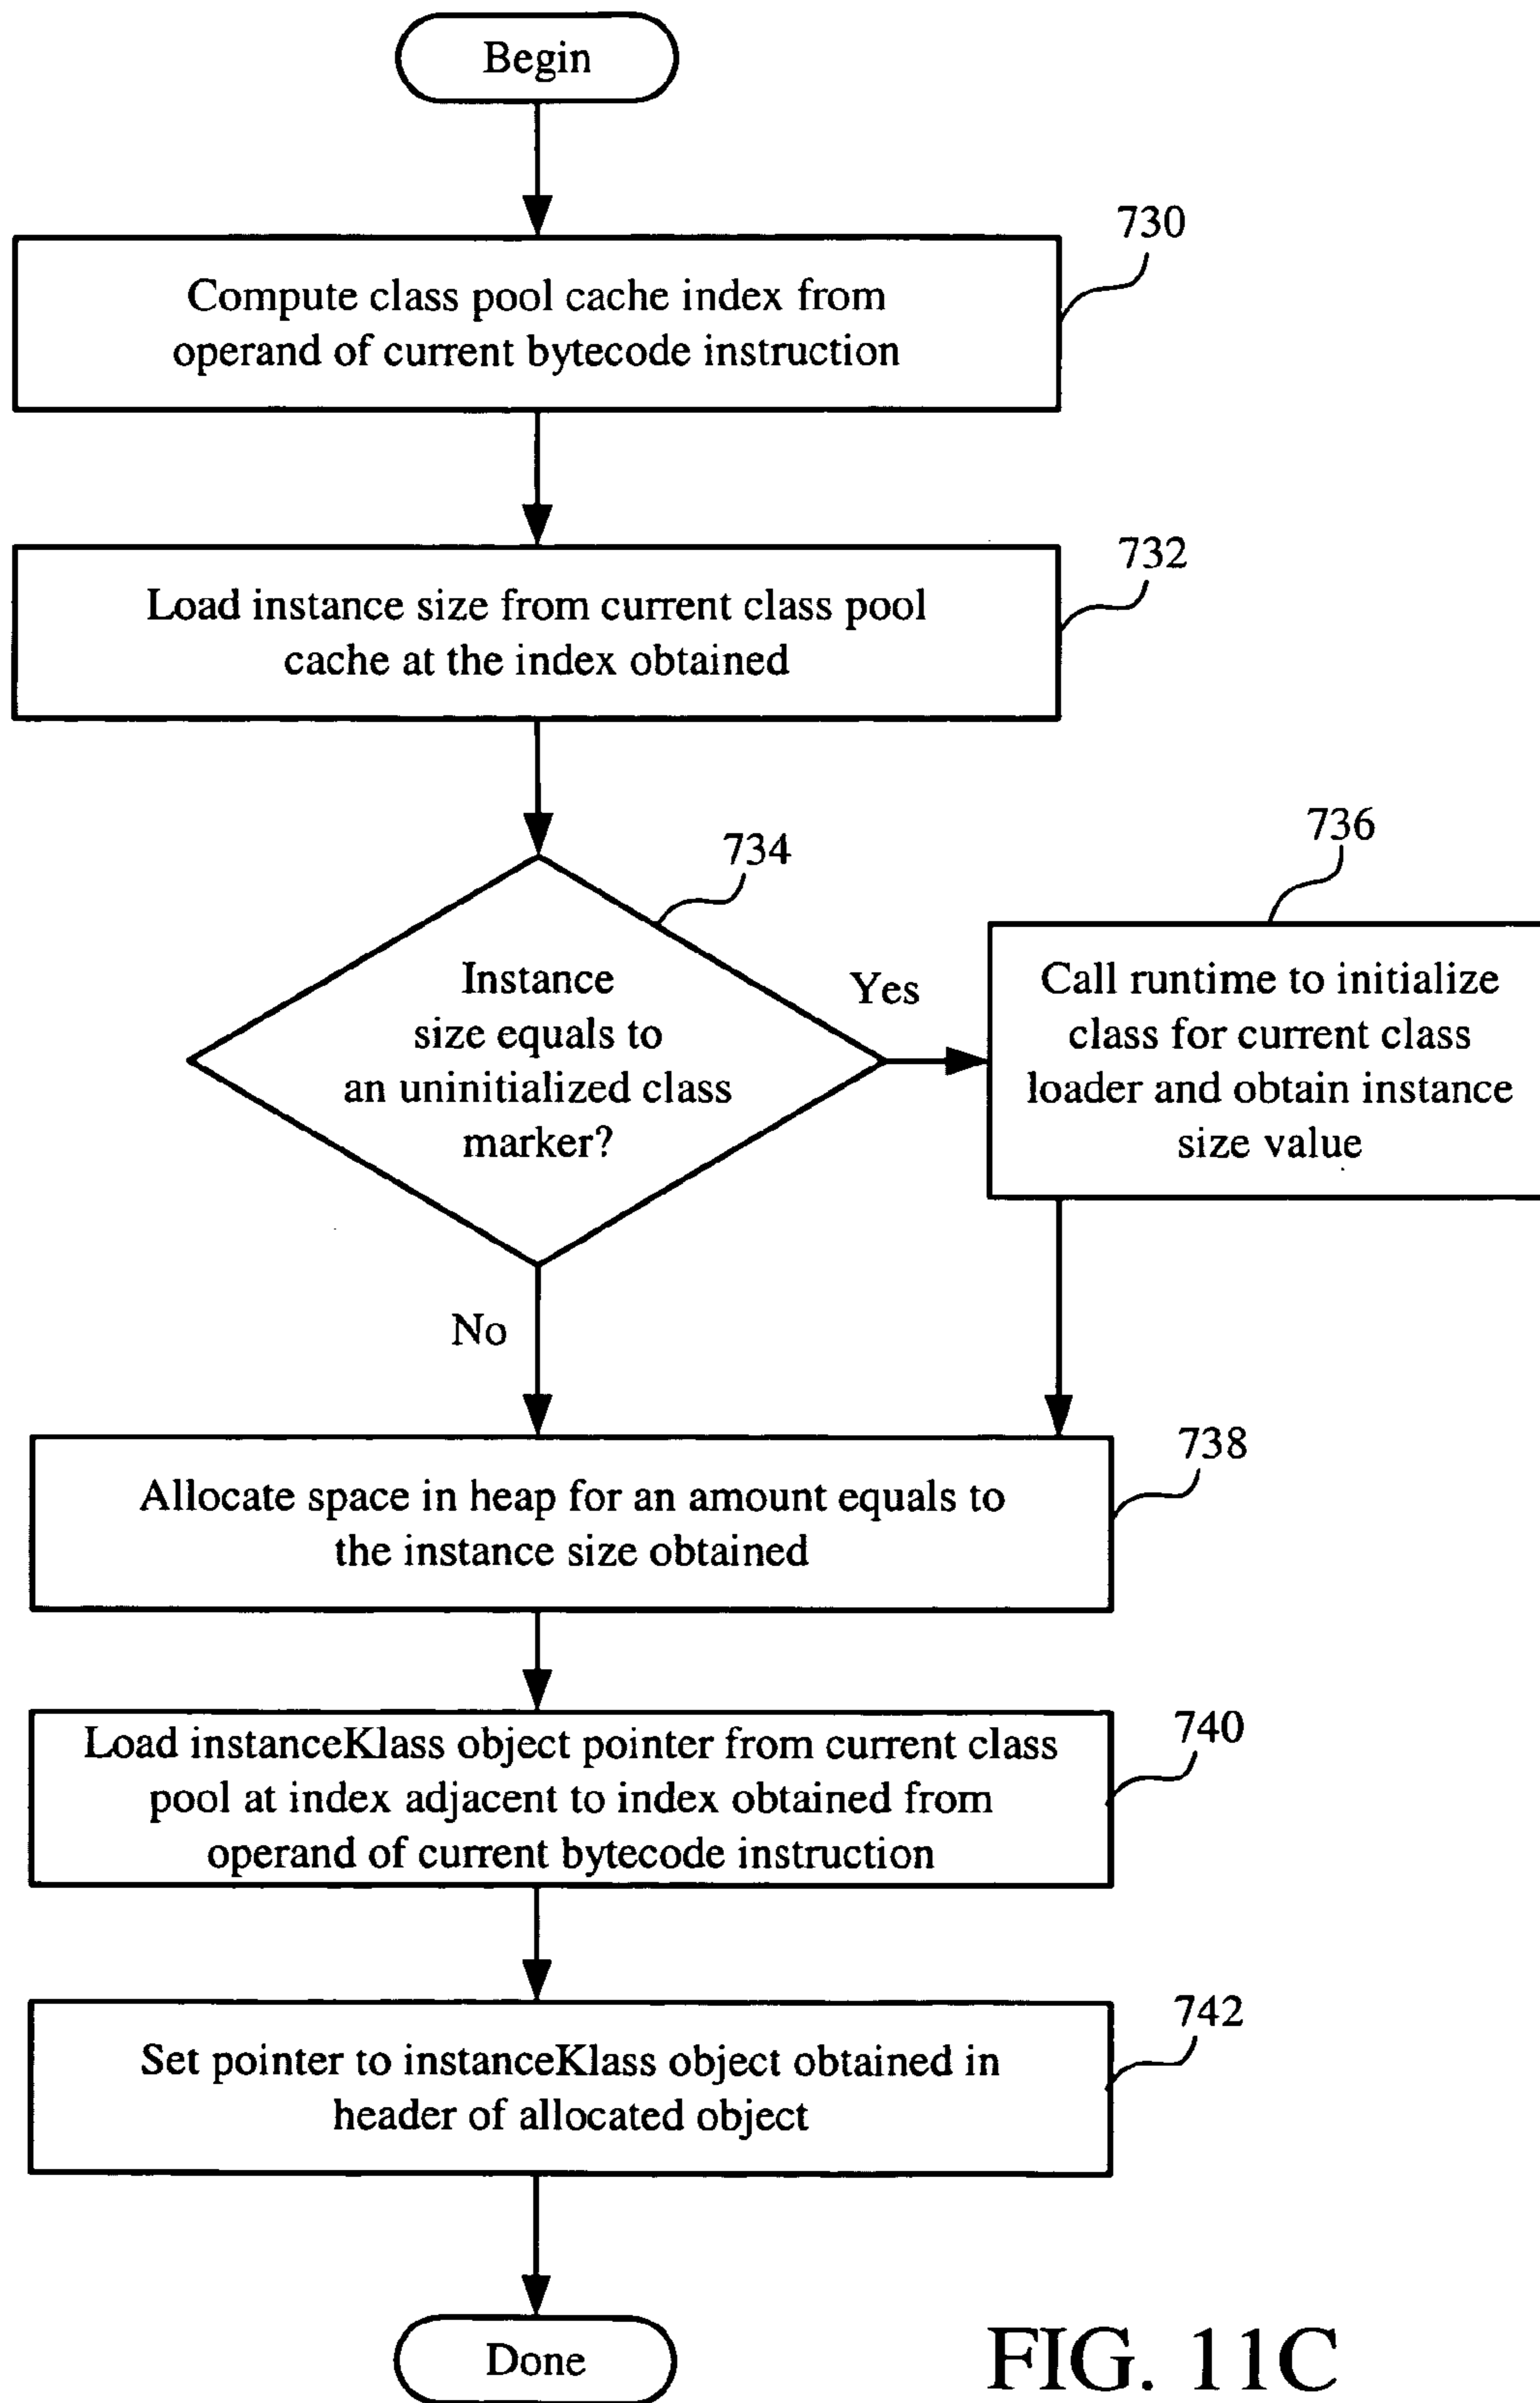 Begin
730
Compute class pool cache index from
operand of current bytecode instruction
732
Load instance size from current class pool
cache at the index obtained
734
736
Instance
size equals to
an uninitialized class
marker?
Yes
Call runtime to initialize
class for current class
loader and obtain instance
size value
No
738
Allocate space in heap for an amount equals to
the instance size obtained
740
Load instanceKlass object pointer from current class
pool at index adjacent to index obtained from
operand of current bytecode instruction
742
Set pointer to instanceKlass object obtained in
header of allocated object
Done
FIG. 11C